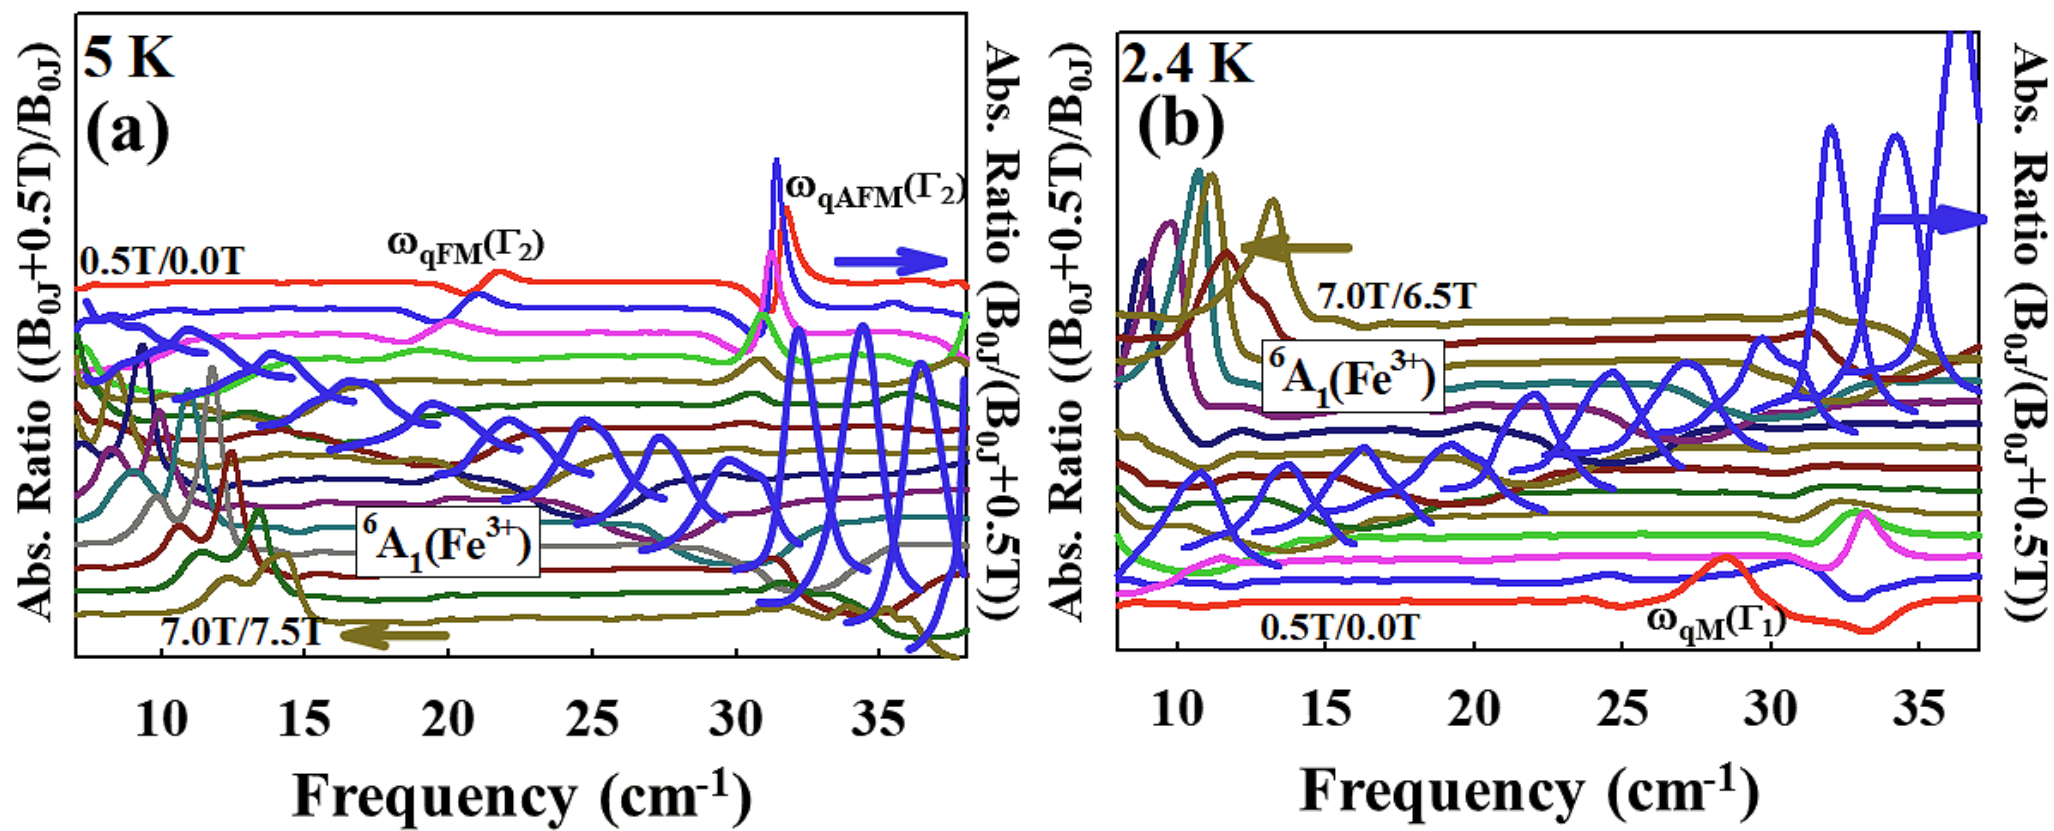 Abs. Ratio ((B₀J+0.5T)/B₀J)
5 K
(a)
0.5T/0.0T
ωqFM(Γ₂)
ωqAFM(Γ₂)
⁶A₁(Fe³⁺)
7.0T/7.5T
10 15 20 25 30 35
Frequency (cm⁻¹)
Abs. Ratio (B₀J/(B₀J+0.5T))
Abs. Ratio ((B₀J+0.5T)/B₀J)
2.4 K
(b)
7.0T/6.5T
⁶A₁(Fe³⁺)
0.5T/0.0T
ωqM(Γ₁)
10 15 20 25 30 35
Frequency (cm⁻¹)
Abs. Ratio (B₀J/(B₀J+0.5T))